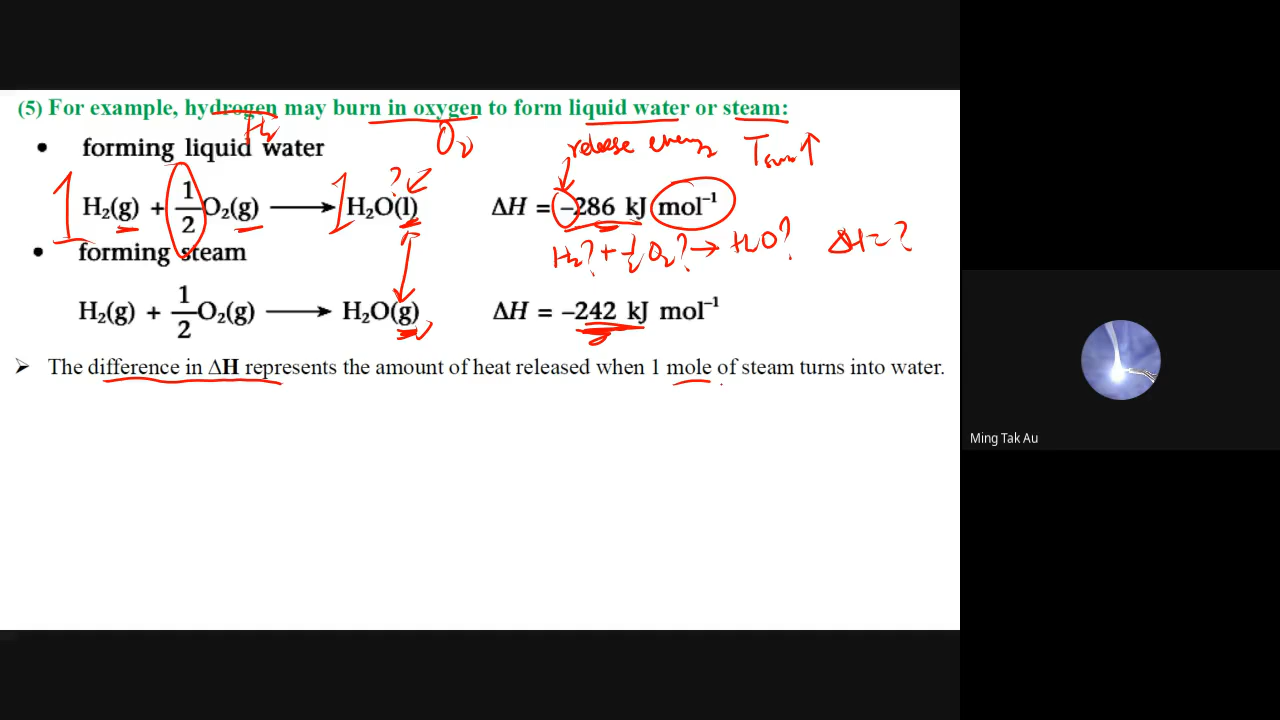 (5) For example, hydrogen may burn in oxygen to form liquid water or steam:
H₂
O₂
• forming liquid water
release energy
T surr ↑
?
1 H₂(g) + 1/2 O₂(g) ⟶ 1 H₂O(l) ΔH = –286 kJ mol⁻¹
H₂? + ½ O₂? → H₂O? ΔH = ?
• forming steam
H₂(g) + 1/2 O₂(g) ⟶ H₂O(g) ΔH = –242 kJ mol⁻¹
➢ The difference in ΔH represents the amount of heat released when 1 mole of steam turns into water.
Ming Tak Au